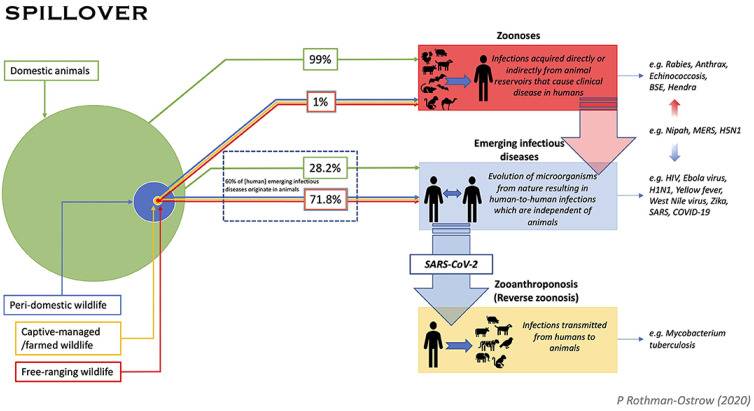 SPILLOVER
Zoonoses
Domestic animals
99%
Infections acquired directly or
indirectly from animal
reservoirs that cause clinical
disease in humans
e.g. Rabies, Anthrax,
Echinococcosis,
BSE, Hendra
1%
e.g. Nipah, MERS, H5N1
Emerging infectious
diseases
28.2%
60% of [human] emerging infectious
diseases originate in animals
71.8%
Evolution of microorganisms
from nature resulting in
human-to-human infections
which are independent of
animals
e.g. HIV, Ebola virus,
H1N1, Yellow fever,
West Nile virus, Zika,
SARS, COVID-19
SARS-CoV-2
Zooanthroponosis
(Reverse zoonosis)
Peri-domestic wildlife
Captive-managed
/farmed wildlife
Free-ranging wildlife
Infections transmitted
from humans to
animals
e.g. Mycobacterium
tuberculosis
P Rothman-Ostrow (2020)